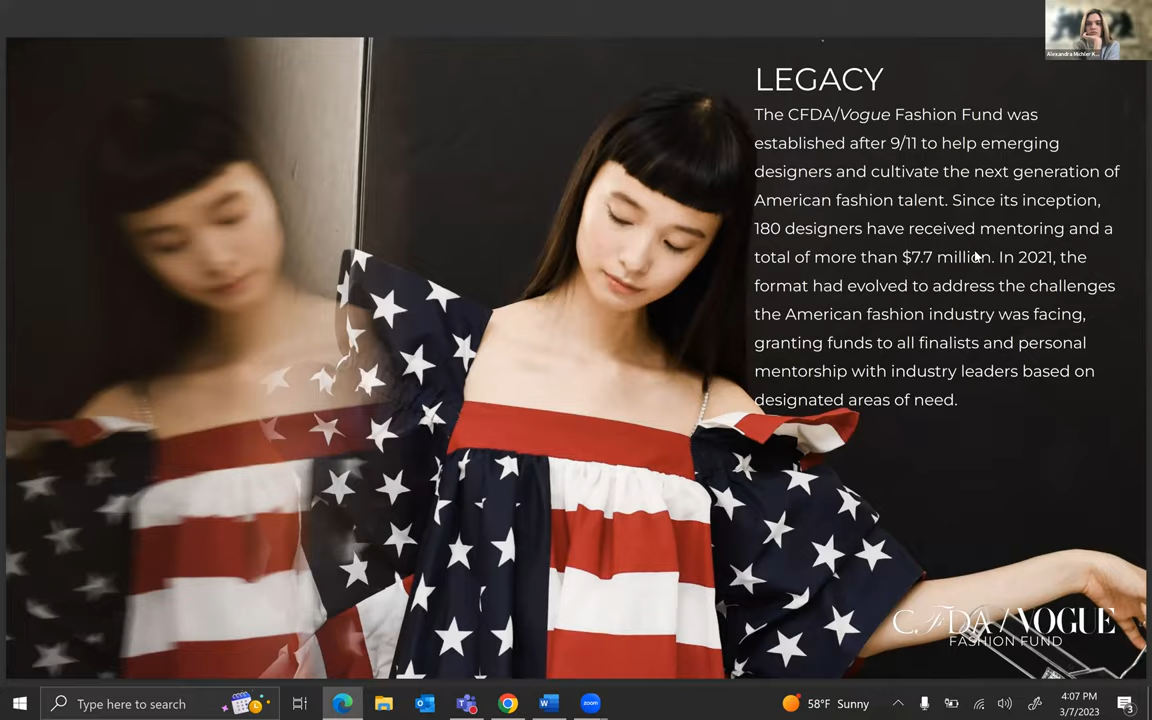 Alexandra Michler K...
LEGACY
The CFDA/Vogue Fashion Fund was
established after 9/11 to help emerging
designers and cultivate the next generation of
American fashion talent. Since its inception,
180 designers have received mentoring and a
total of more than $7.7 million. In 2021, the
format had evolved to address the challenges
the American fashion industry was facing,
granting funds to all finalists and personal
mentorship with industry leaders based on
designated areas of need.
CFDA / VOGUE
FASHION FUND
Type here to search
zoom
58°F Sunny
4:07 PM
3/7/2023
3